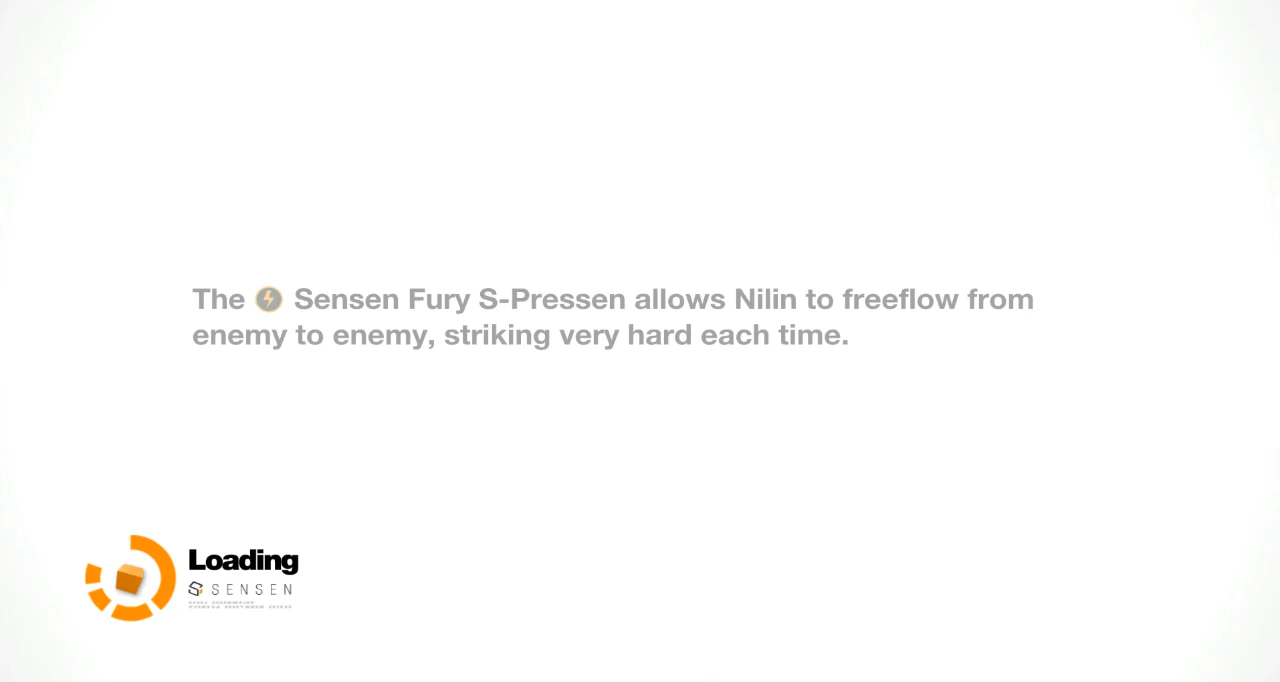 The Sensen Fury S-Pressen allows Nilin to freeflow from
enemy to enemy, striking very hard each time.
Loading
SENSEN